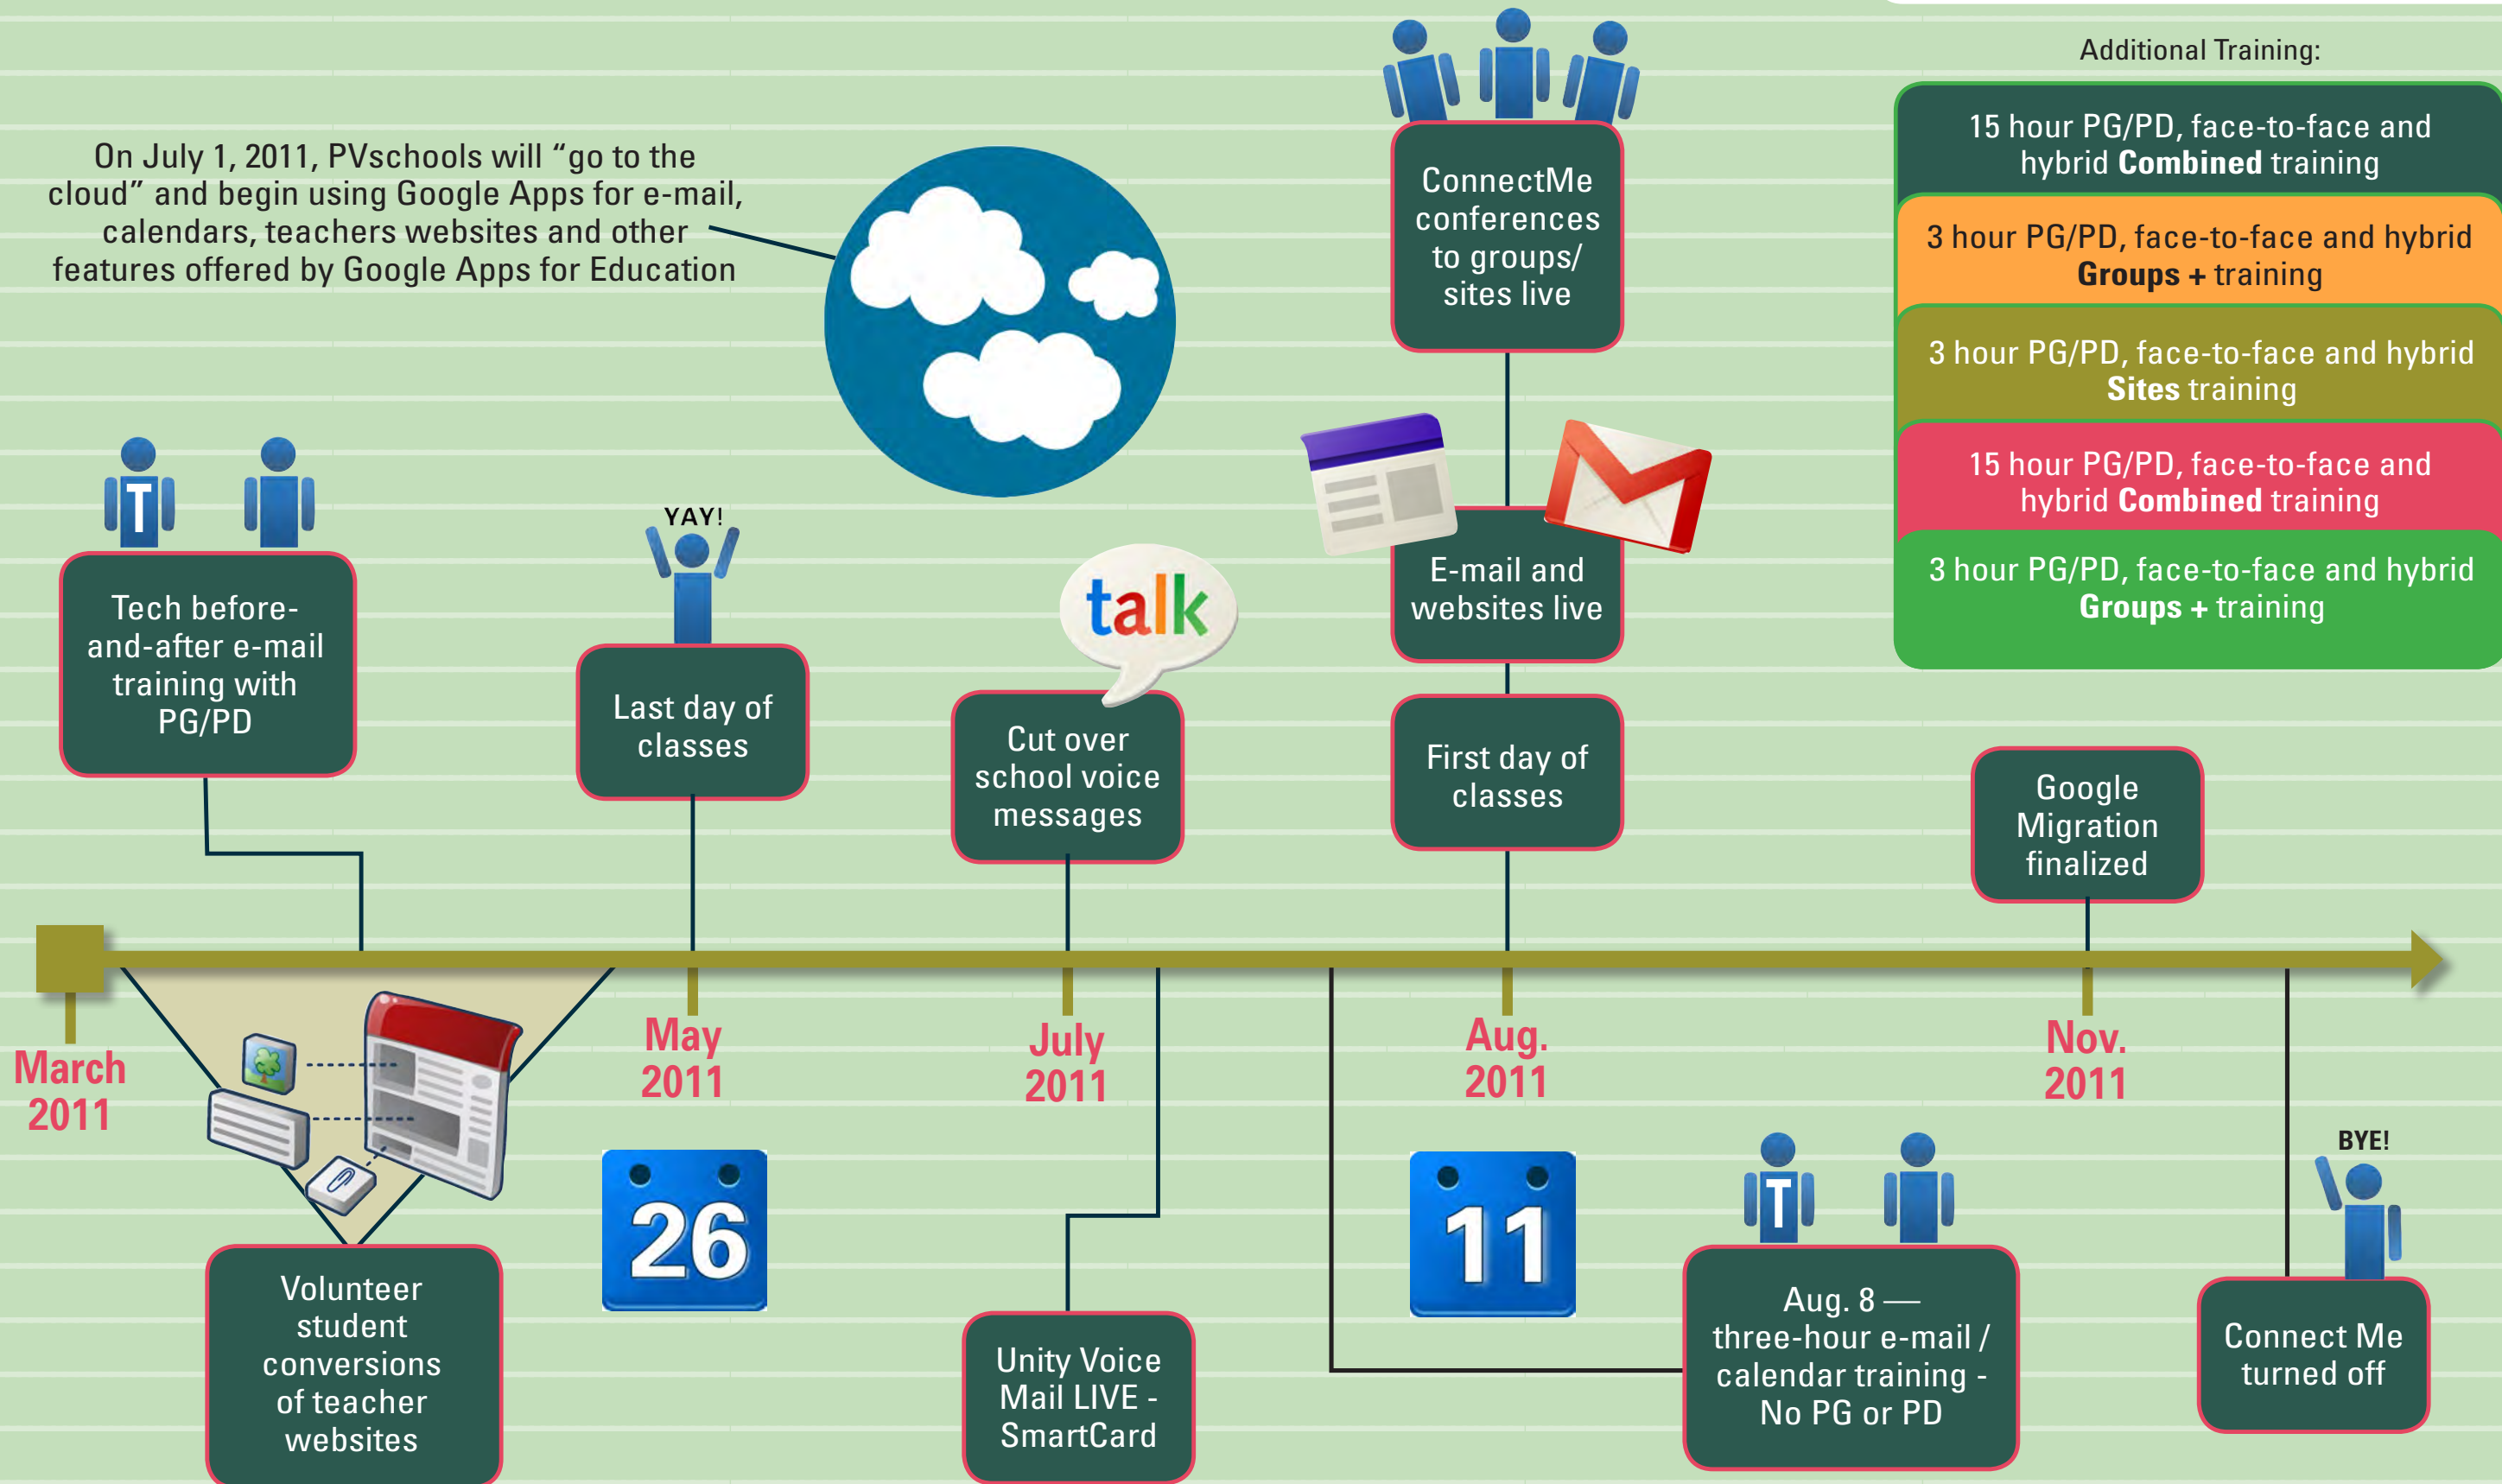 On July 1, 2011, PVschools will “go to the
cloud” and begin using Google Apps for e-mail,
calendars, teachers websites and other
features offered by Google Apps for Education
ConnectMe
conferences
to groups/
sites live
Additional Training:
15 hour PG/PD, face-to-face and
hybrid Combined training
3 hour PG/PD, face-to-face and hybrid
Groups + training
3 hour PG/PD, face-to-face and hybrid
Sites training
15 hour PG/PD, face-to-face and
hybrid Combined training
3 hour PG/PD, face-to-face and hybrid
Groups + training
T
Tech before-
and-after e-mail
training with
PG/PD
YAY!
Last day of
classes
talk
Cut over
school voice
messages
E-mail and
websites live
First day of
classes
Google
Migration
finalized
March
2011
May
2011
July
2011
Aug.
2011
Nov.
2011
Volunteer
student
conversions
of teacher
websites
26
Unity Voice
Mail LIVE -
SmartCard
11
T
Aug. 8 —
three-hour e-mail /
calendar training -
No PG or PD
BYE!
Connect Me
turned off